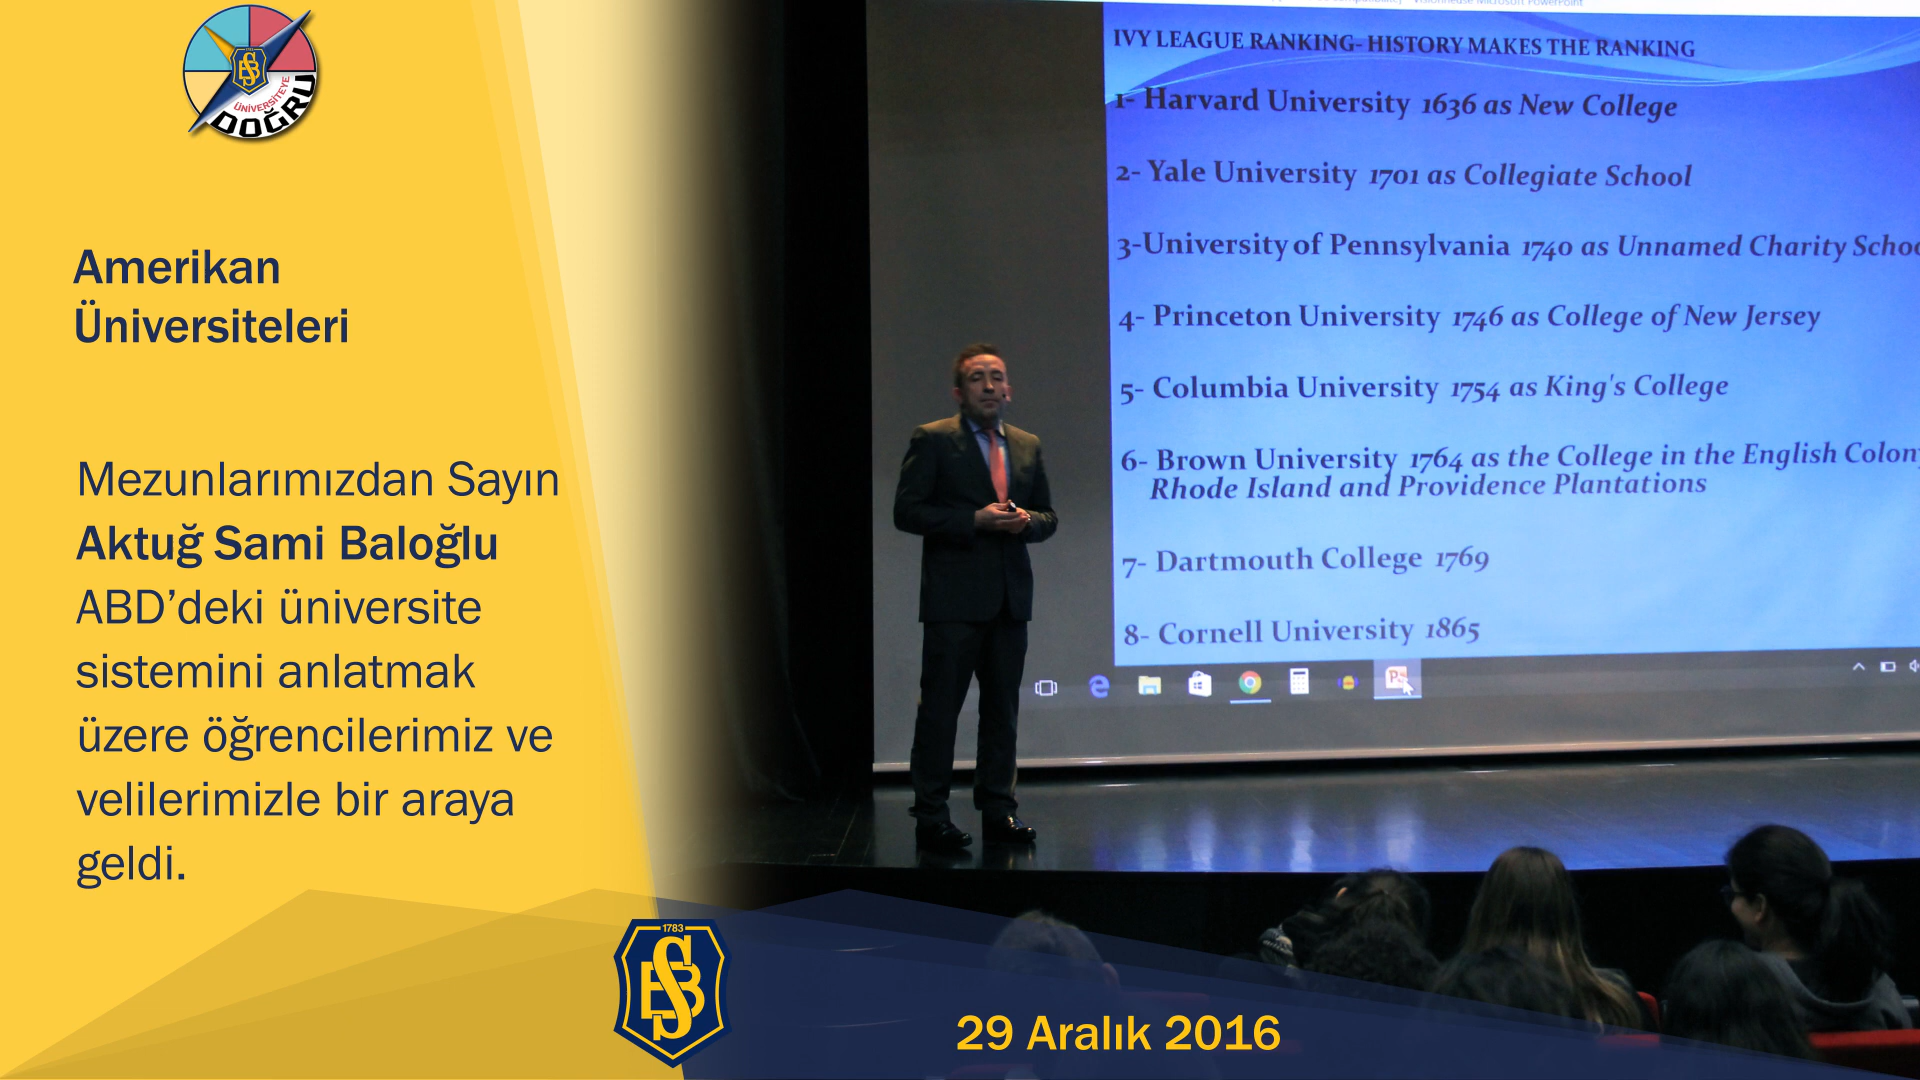 ÜNİVERSİTEYE
DOĞRU
Amerikan
Üniversiteleri
Mezunlarımızdan Sayın
Aktuğ Sami Baloğlu
ABD’deki üniversite
sistemini anlatmak
üzere öğrencilerimiz ve
velilerimizle bir araya
geldi.
IVY LEAGUE RANKING- HISTORY MAKES THE RANKING
1- Harvard University 1636 as New College
2- Yale University 1701 as Collegiate School
3-University of Pennsylvania 1740 as Unnamed Charity
4- Princeton University 1746 as College of New Jersey
5- Columbia University 1754 as King's College
6- Brown University 1764 as the College in the English
Rhode Island and Providence Plantations
7- Dartmouth College 1769
8- Cornell University 1865
1783
29 Aralık 2016